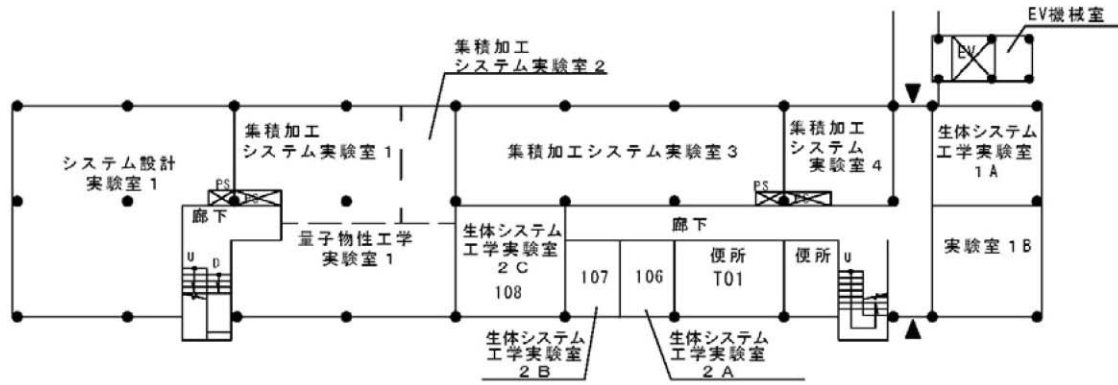 EV機械室
EV
集積加工
システム実験室2
システム設計
実験室1
集積加工
システム実験室1
集積加工システム実験室3
集積加工
システム
実験室4
生体システム
工学実験室
1A
PS
PS
PS
PS
廊下
廊下
量子物性工学
実験室1
生体システム
工学実験室
2C
108
107
106
便所
T01
便所
実験室1B
U
D
U
生体システム
工学実験室
2B
生体システム
工学実験室
2A